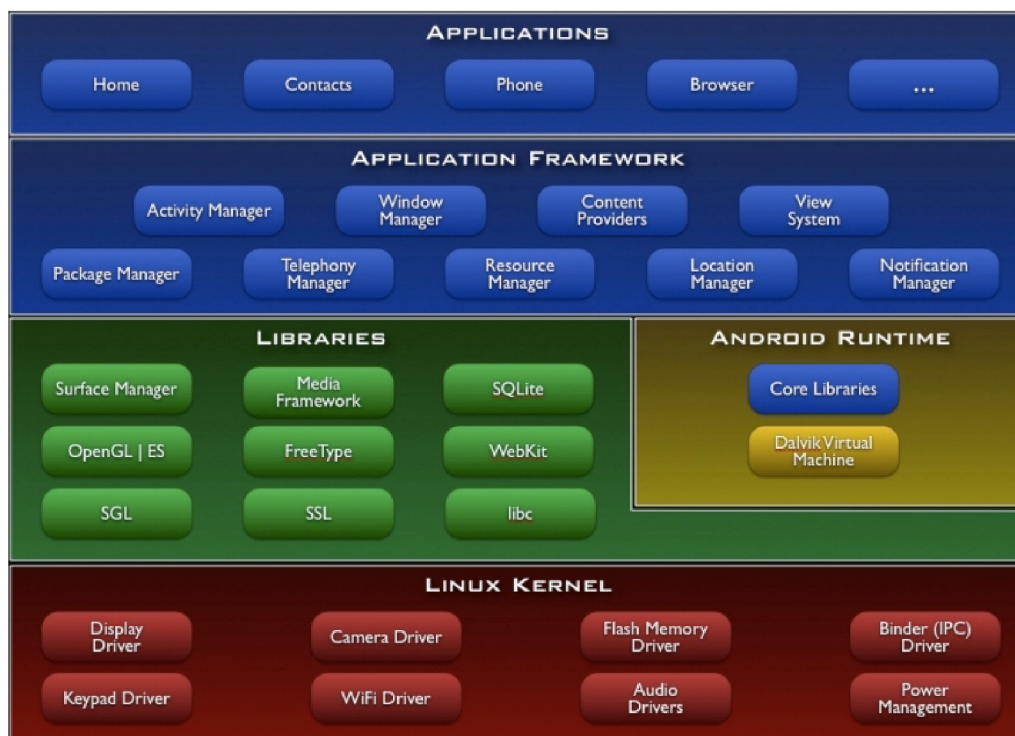 APPLICATIONS
Home
Contacts
Phone
Browser
...
APPLICATION FRAMEWORK
Activity Manager
Window
Manager
Content
Providers
View
System
Package Manager
Telephony
Manager
Resource
Manager
Location
Manager
Notification
Manager
LIBRARIES
Surface Manager
Media
Framework
SQLite
OpenGL | ES
FreeType
WebKit
SGL
SSL
libc
ANDROID RUNTIME
Core Libraries
Dalvik Virtual
Machine
LINUX KERNEL
Display
Driver
Camera Driver
Flash Memory
Driver
Binder (IPC)
Driver
Keypad Driver
WiFi Driver
Audio
Drivers
Power
Management